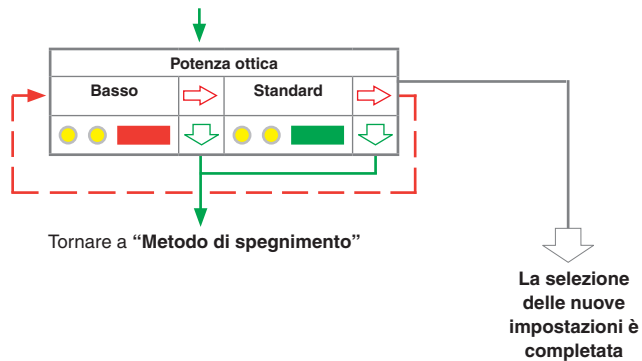 Potenza ottica
Basso
Standard
Tornare a “Metodo di spegnimento”
La selezione
delle nuove
impostazioni è
completata